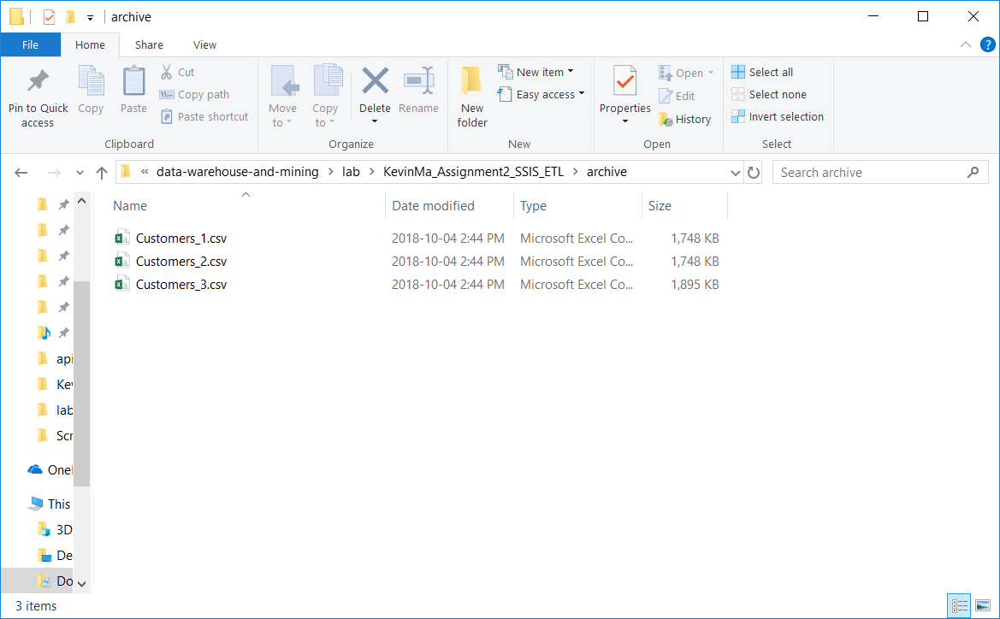 archive
File Home Share View
Pin to Quick access
Copy
Paste
Cut
Copy path
Paste shortcut
Clipboard
Move to
Copy to
Delete
Rename
Organize
New folder
New item
Easy access
New
Properties
Open
Edit
History
Open
Select all
Select none
Invert selection
Select
« data-warehouse-and-mining > lab > KevinMa_Assignment2_SSIS_ETL > archive
Search archive
Name Date modified Type Size
Customers_1.csv 2018-10-04 2:44 PM Microsoft Excel Co... 1,748 KB
Customers_2.csv 2018-10-04 2:44 PM Microsoft Excel Co... 1,748 KB
Customers_3.csv 2018-10-04 2:44 PM Microsoft Excel Co... 1,895 KB
api
Kev
lab
Scr
OneI
This
3D
De
Do
3 items